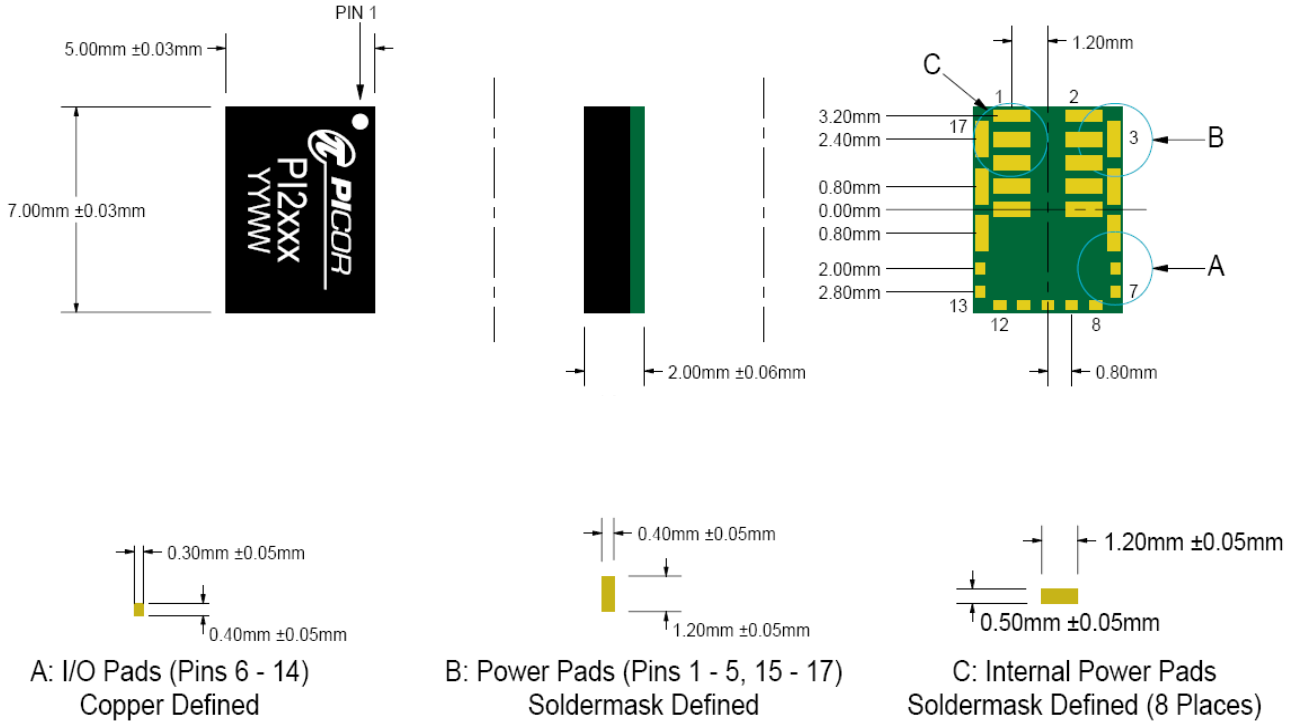 PIN 1
5.00mm ±0.03mm
7.00mm ±0.03mm
PICOR
PI2xxx
YYWW
2.00mm ±0.06mm
1.20mm
C
1
2
3.20mm
17
3
B
2.40mm
0.80mm
0.00mm
0.80mm
2.00mm
A
2.80mm
7
13
12
8
0.80mm
0.30mm ±0.05mm
0.40mm ±0.05mm
A: I/O Pads (Pins 6 - 14)
Copper Defined
0.40mm ±0.05mm
1.20mm ±0.05mm
B: Power Pads (Pins 1 - 5, 15 - 17)
Soldermask Defined
1.20mm ±0.05mm
0.50mm ±0.05mm
C: Internal Power Pads
Soldermask Defined (8 Places)